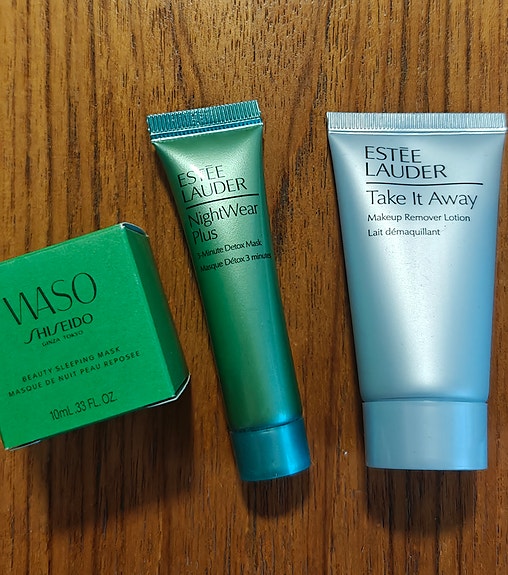 WASO
SHISEIDO
GINZA TOKYO
BEAUTY SLEEPING MASK
MASQUE DE NUIT PEAU REPOSÉE
10mL .33 FL.OZ.
ESTĒE
LAUDER
NightWear
Plus
3-Minute Detox Mask
Masque Détox 3 minutes
ESTĒE
LAUDER
Take It Away
Makeup Remover Lotion
Lait démaquillant